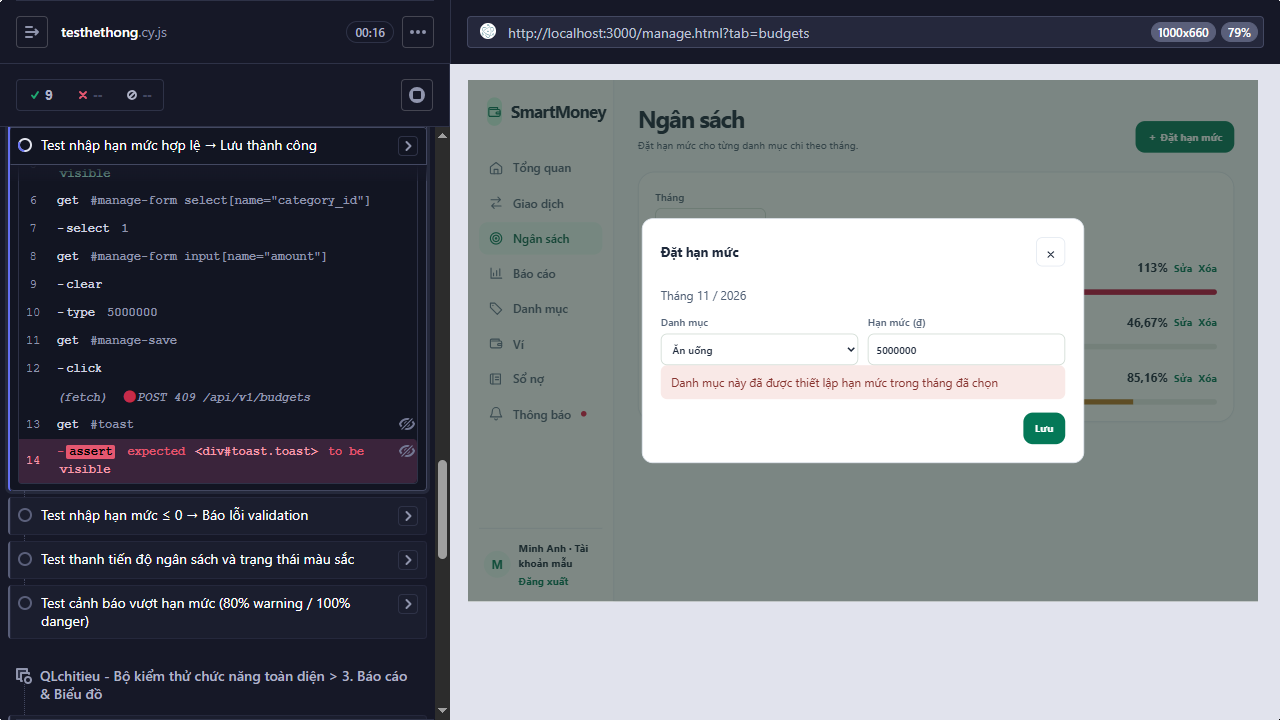 testhethong.cy.js
00:16
http://localhost:3000/manage.html?tab=budgets
1000x660
79%
9
--
--
Test nhập hạn mức hợp lệ → Lưu thành công
visible
6 get #manage-form select[name="category_id"]
7 -select 1
8 get #manage-form input[name="amount"]
9 -clear
10 -type 5000000
11 get #manage-save
12 -click
(fetch) POST 409 /api/v1/budgets
13 get #toast
14 -assert expected <div#toast.toast> to be
visible
Test nhập hạn mức ≤ 0 → Báo lỗi validation
Test thanh tiến độ ngân sách và trạng thái màu sắc
Test cảnh báo vượt hạn mức (80% warning / 100%
danger)
QLchitieu - Bộ kiểm thử chức năng toàn diện > 3. Báo cáo
& Biểu đồ
SmartMoney
Tổng quan
Giao dịch
Ngân sách
Báo cáo
Danh mục
Ví
Sổ nợ
Thông báo
M
Minh Anh · Tài
khoản mẫu
Đăng xuất
Ngân sách
Đặt hạn mức cho từng danh mục chi theo tháng.
+ Đặt hạn mức
Tháng
113% Sửa Xóa
46,67% Sửa Xóa
85,16% Sửa Xóa
Đặt hạn mức
×
Tháng 11 / 2026
Danh mục
Hạn mức (₫)
Ăn uống
5000000
Danh mục này đã được thiết lập hạn mức trong tháng đã chọn
Lưu